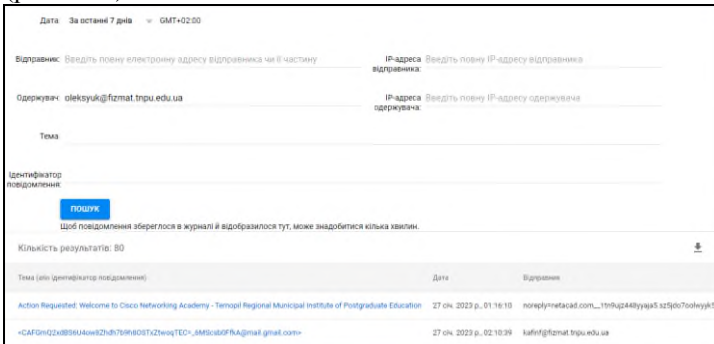 Дата За останні 7 днів GMT+02:00
Відправник Введіть повну електронну адресу відправника чи її частину
IP-адреса відправника: Введіть повну IP-адресу відправника
Одержувач oleksyuk@fizmat.tnpu.edu.ua
IP-адреса одержувача: Введіть повну IP-адресу одержувача
Тема
Ідентифікатор повідомлення:
ПОШУК
Щоб повідомлення збереглося в журналі й відобразилося тут, може знадобитися кілька хвилин.
Кількість результатів: 80
Тема (або ідентифікатор повідомлення) Дата Відправник
Action Requested: Welcome to Cisco Networking Academy - Ternopil Regional Municipal Institute of Postgraduate Education 27 січ. 2023 р., 01:16:10
27 січ. 2023 р., 02:10:39 kafinf@fizmat.tnpu.edu.ua